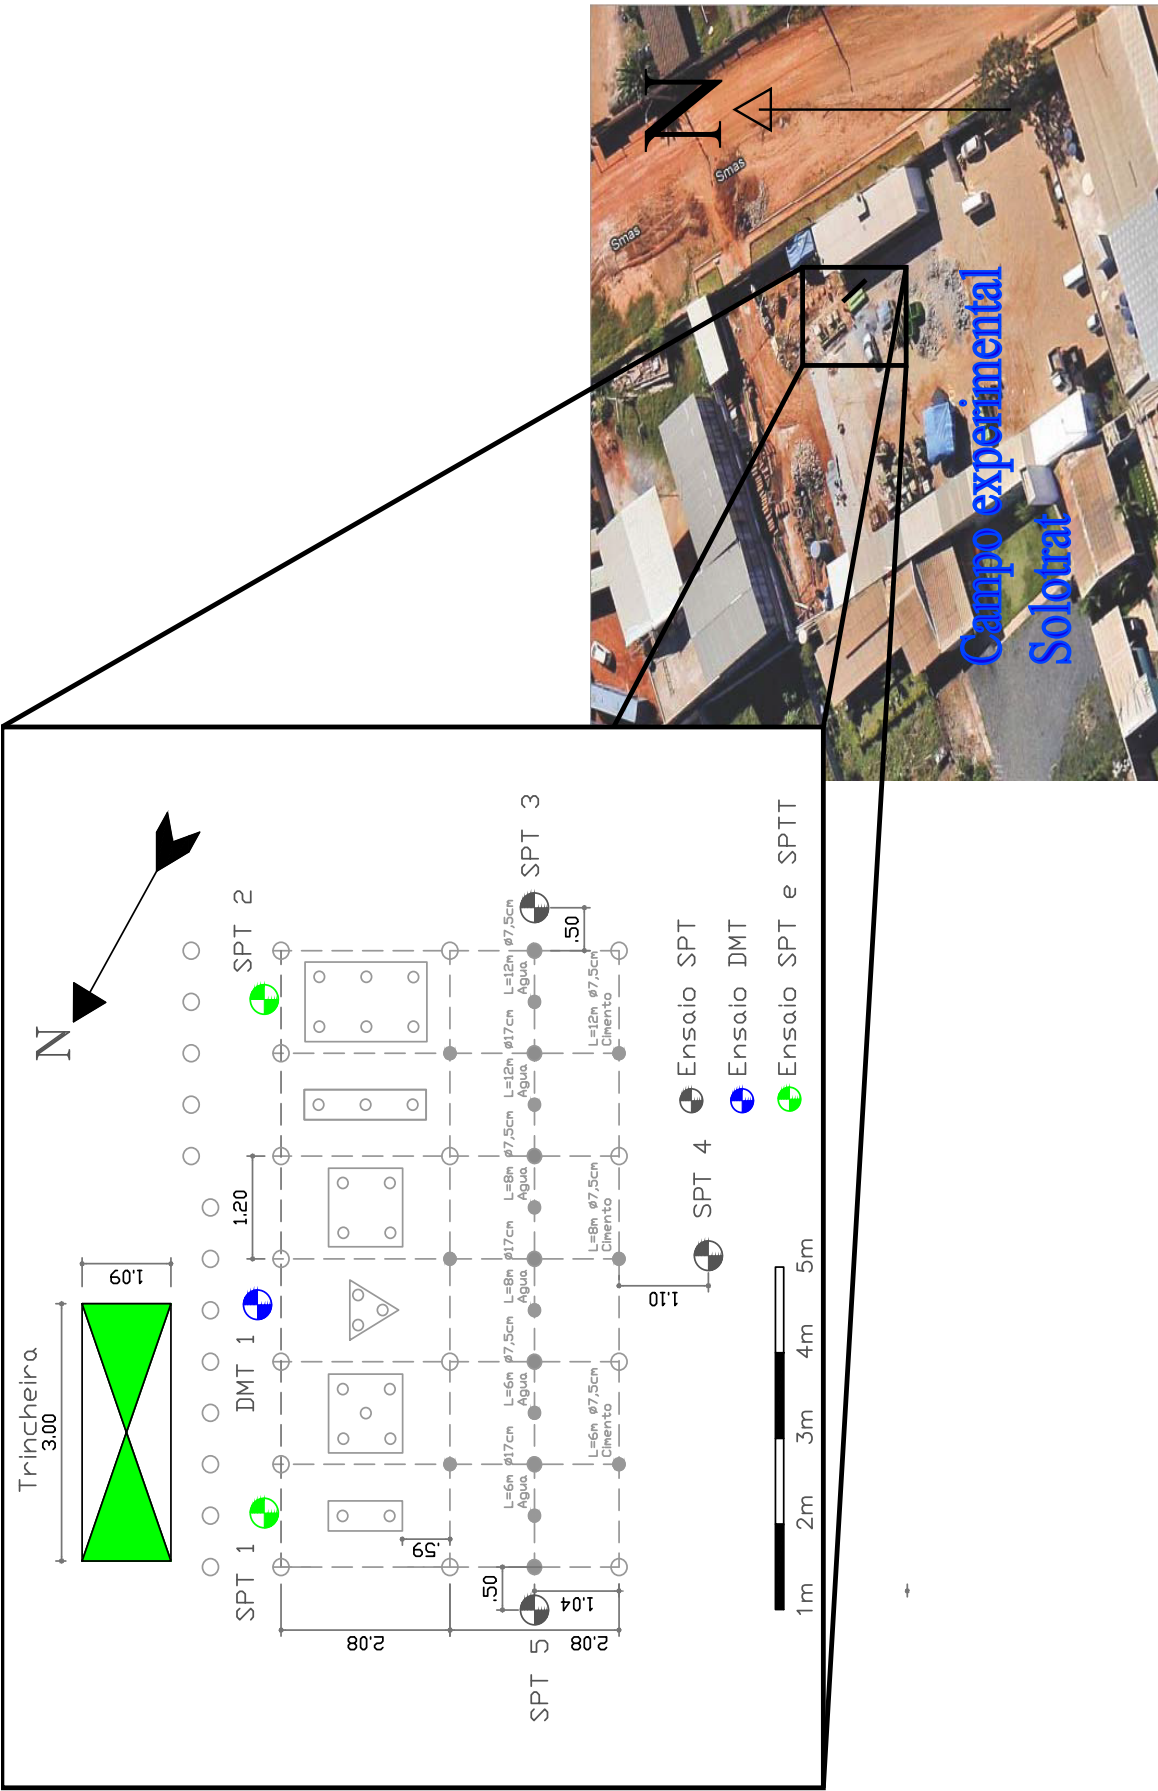 N
Smas
Smas
Campo experimental
Solotrat
N
Trincheira
3.00
1.09
SPT 1
DMT 1
SPT 2
1.20
.59
2.08
2.08
1.04
.50
.50
1.10
SPT 5
SPT 3
SPT 4
L=6m ø17cm
Agua
L=6m ø7,5cm
Agua
L=8m ø17cm
Agua
L=8m ø7,5cm
Agua
L=12m ø17cm
Agua
L=12m ø7,5cm
Agua
L=6m ø7,5cm
Cimento
L=8m ø7,5cm
Cimento
L=12m ø7,5cm
Cimento
Ensaio SPT
Ensaio DMT
Ensaio SPT e SPTT
1m 2m 3m 4m 5m